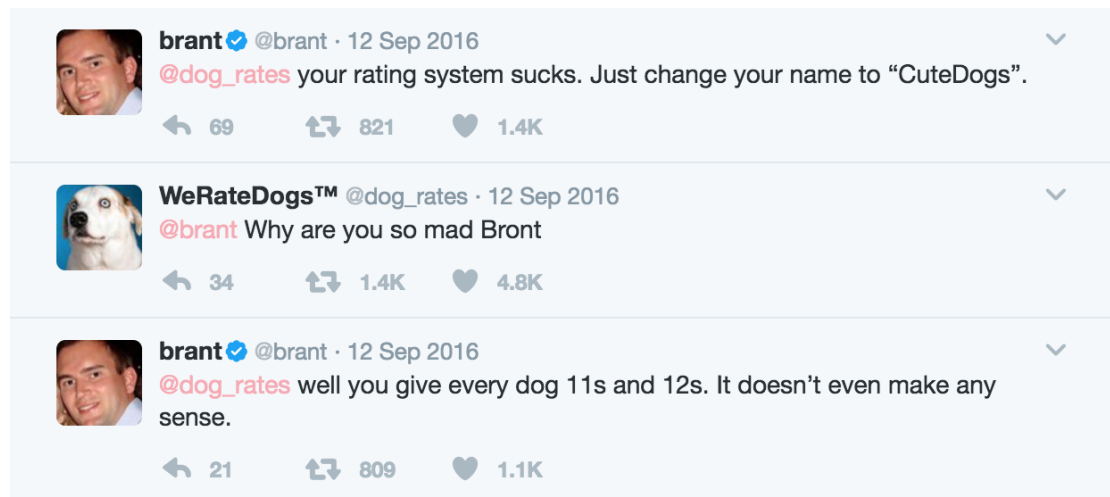 brant @brant · 12 Sep 2016
@dog_rates your rating system sucks. Just change your name to “CuteDogs”.
69 821 1.4K
WeRateDogs™ @dog_rates · 12 Sep 2016
@brant Why are you so mad Bront
34 1.4K 4.8K
brant @brant · 12 Sep 2016
@dog_rates well you give every dog 11s and 12s. It doesn’t even make any
sense.
21 809 1.1K